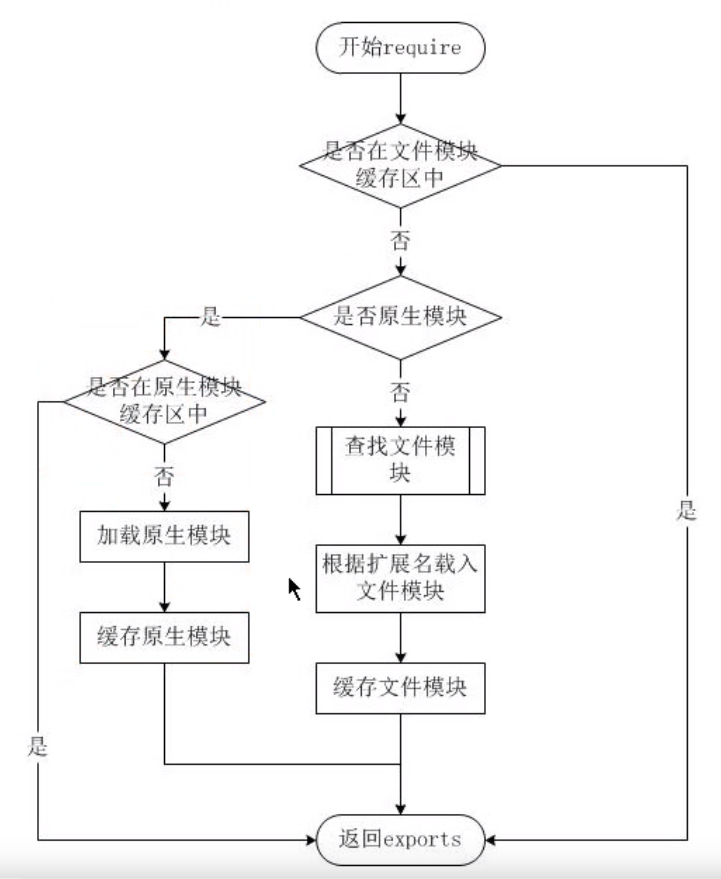 开始require
是否在文件模块
缓存区中
否
是
是否原生模块
是否在原生模块
缓存区中
否
查找文件模
块
是
否
加载原生模块
根据扩展名载入
文件模块
缓存原生模块
缓存文件模块
是
返回exports